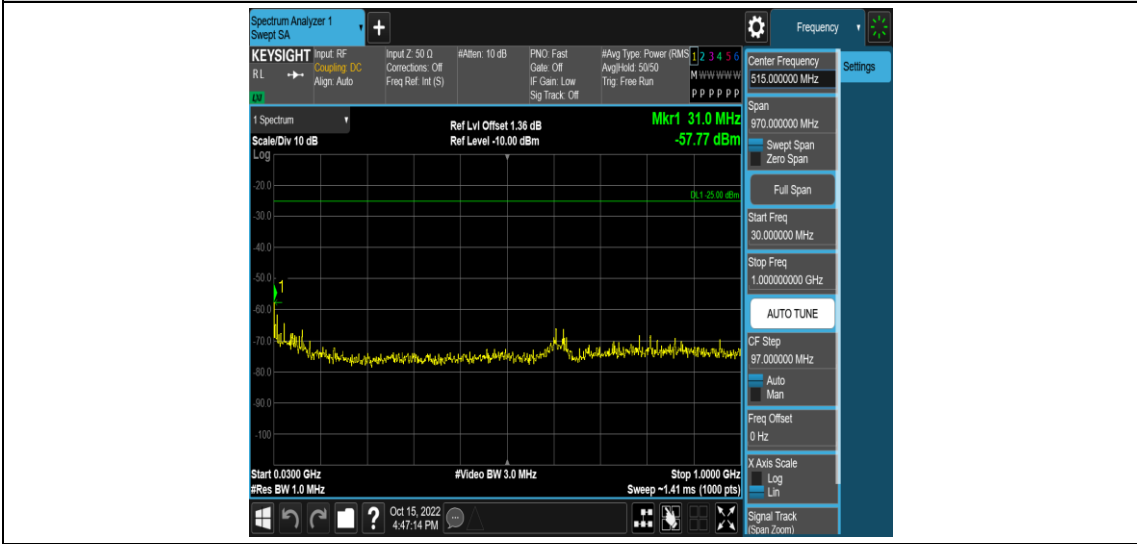 Spectrum Analyzer 1
Swept SA
+
Frequency
KEYSIGHT
R L
LNI
Input: RF
Coupling: DC
Align: Auto
Input Z: 50 Ω
Corrections: Off
Freq Ref: Int (S)
#Atten: 10 dB
PNO: Fast
Gate: Off
IF Gain: Low
Sig Track: Off
#Avg Type: Power (RMS
Avg|Hold: 50/50
Trig: Free Run
1 2 3 4 5 6
M W W W W W
P P P P P P
1 Spectrum
Scale/Div 10 dB
Log
Ref Lvl Offset 1.36 dB
Ref Level -10.00 dBm
Mkr1 31.0 MHz
-57.77 dBm
DL1 -25.00 dBm
-20.0
-30.0
-40.0
-50.0
1
-60.0
-70.0
-80.0
-90.0
-100
Start 0.0300 GHz
#Res BW 1.0 MHz
#Video BW 3.0 MHz
Stop 1.0000 GHz
Sweep ~1.41 ms (1000 pts)
?
Oct 15, 2022
4:47:14 PM
Center Frequency
515.000000 MHz
Span
970.000000 MHz
Swept Span
Zero Span
Full Span
Start Freq
30.000000 MHz
Stop Freq
1.000000000 GHz
AUTO TUNE
CF Step
97.000000 MHz
Auto
Man
Freq Offset
0 Hz
X Axis Scale
Log
Lin
Signal Track
(Span Zoom)
Settings